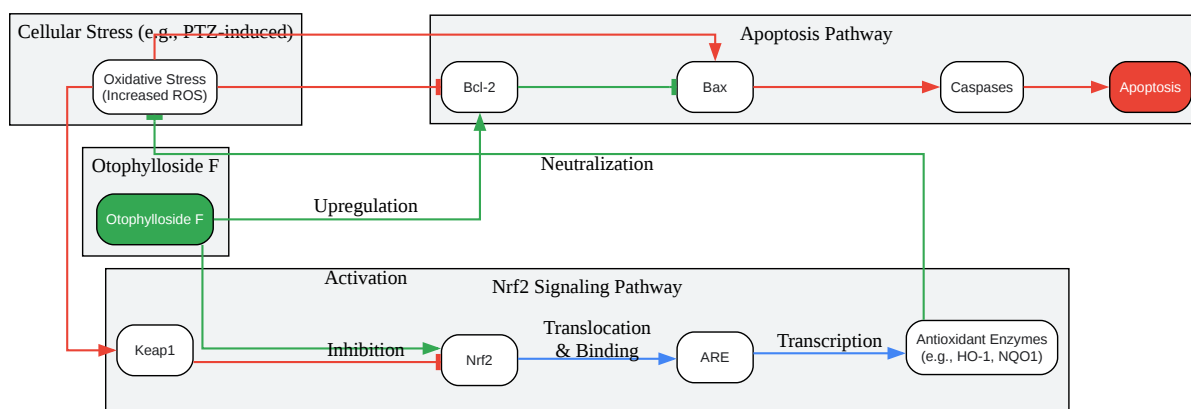 Cellular Stress (e.g., PTZ-induced)
Oxidative Stress
(Increased ROS)
Apoptosis Pathway
Bcl-2
Bax
Caspases
Apoptosis
Otophylloside F
Otophylloside F
Upregulation
Neutralization
Activation
Nrf2 Signaling Pathway
Keap1
Inhibition
Nrf2
Translocation
& Binding
ARE
Transcription
Antioxidant Enzymes
(e.g., HO-1, NQO1)